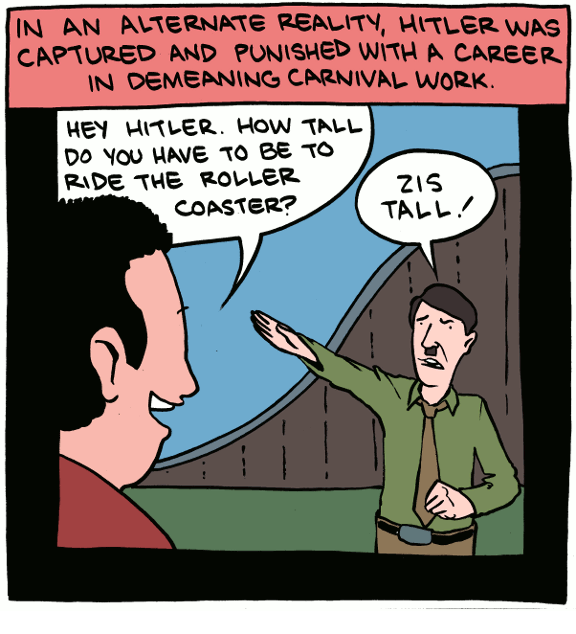 IN AN ALTERNATE REALITY, HITLER WAS
CAPTURED AND PUNISHED WITH A CAREER
IN DEMEANING CARNIVAL WORK.
HEY HITLER. HOW TALL
DO YOU HAVE TO BE TO
RIDE THE ROLLER
COASTER?
ZIS
TALL!